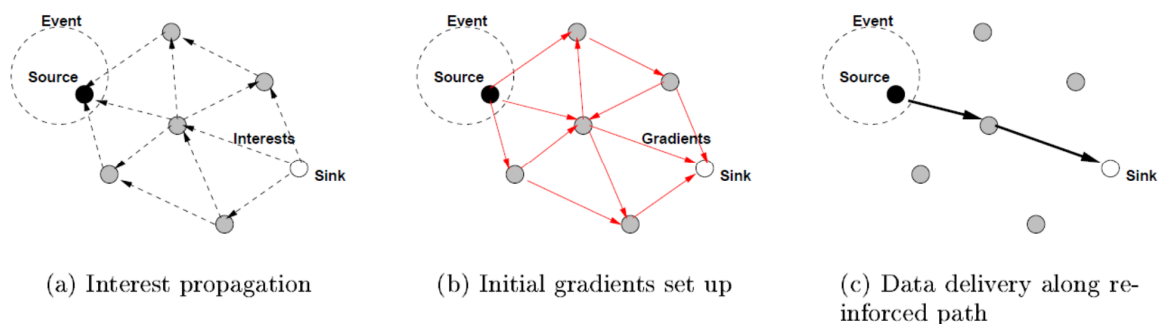 Event
Source
Interests
Sink
(a) Interest propagation
Event
Source
Gradients
Sink
(b) Initial gradients set up
Event
Source
Sink
(c) Data delivery along re-
inforced path